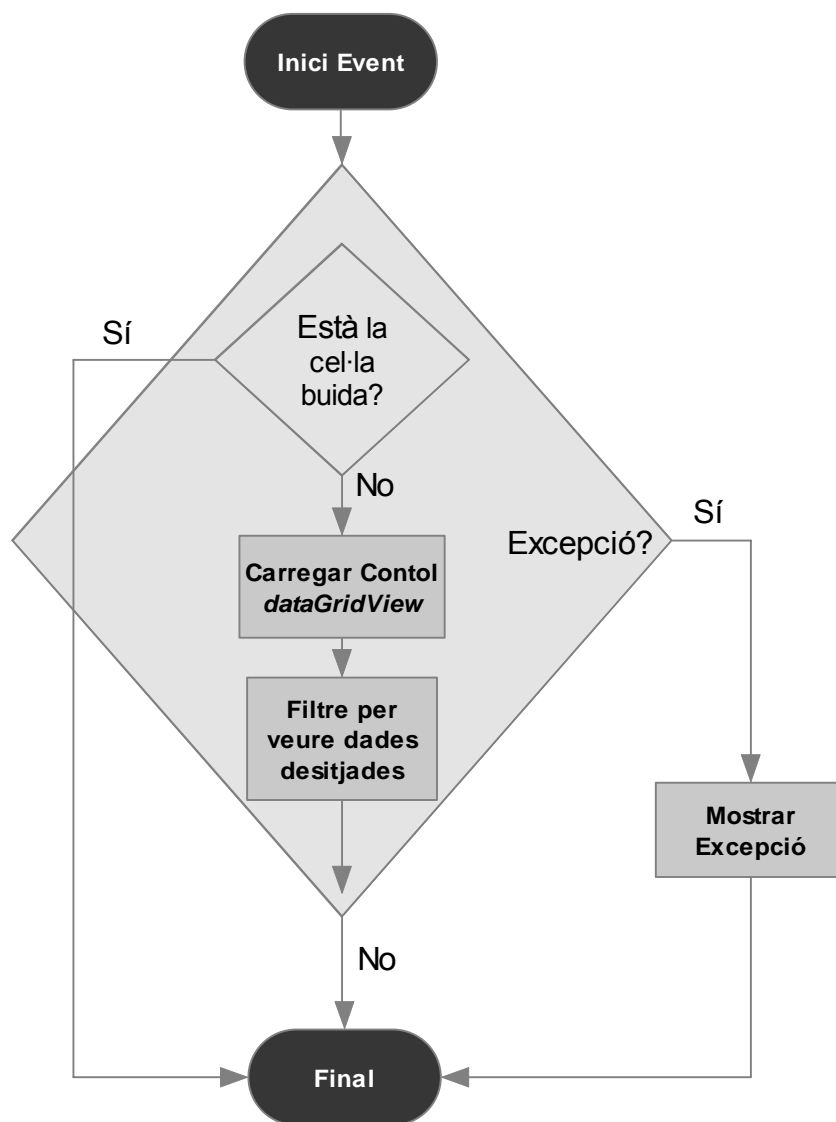 Inici Event
Sí
Està la
cel·la
buida?
No
Excepció?
Sí
Carregar Contol
dataGridView
Filtre per
veure dades
desitjades
Mostrar
Excepció
No
Final